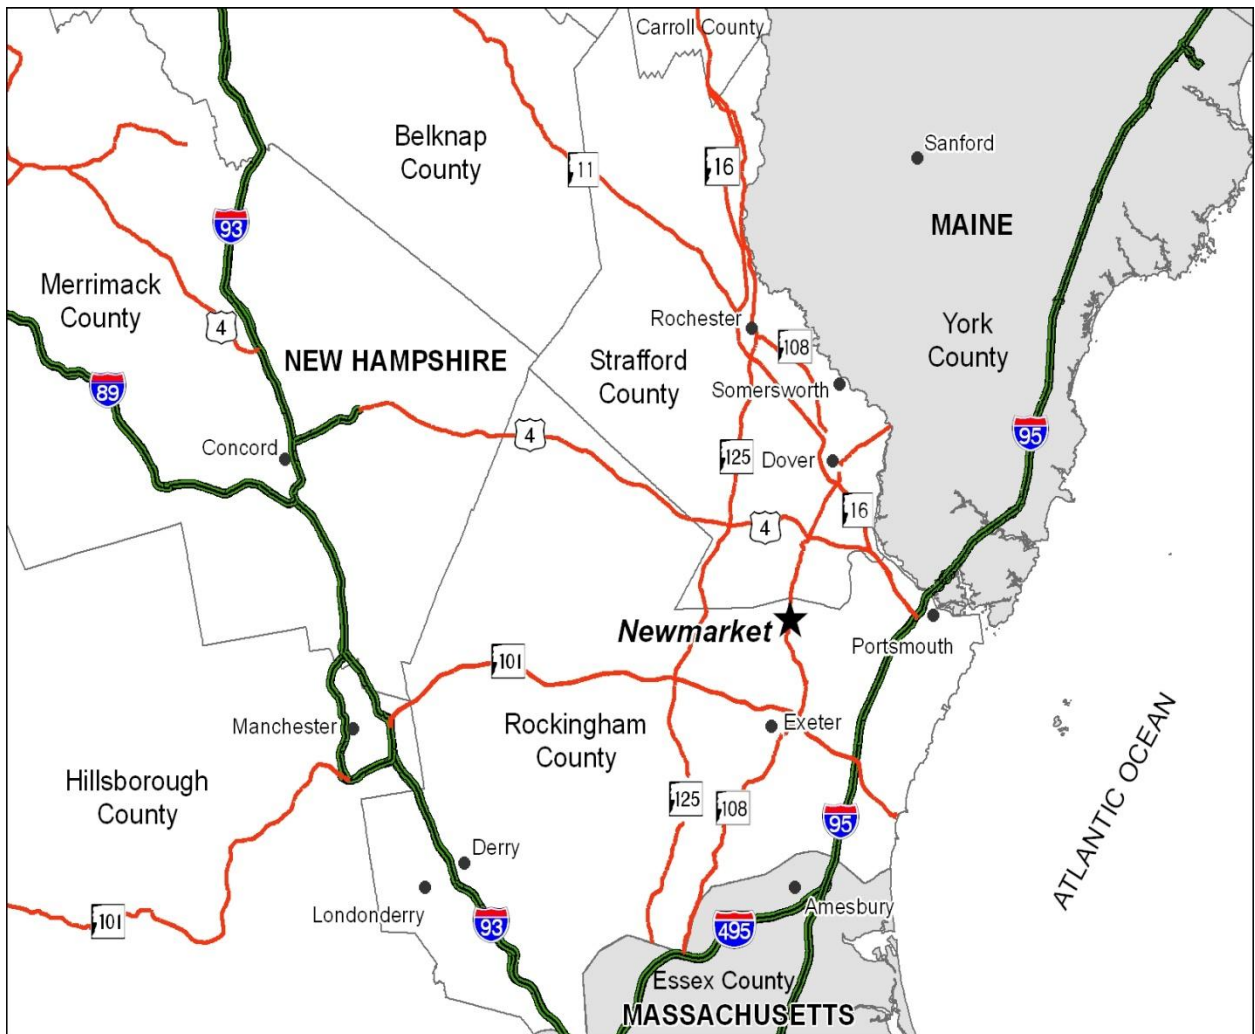 Carroll County
Belknap
County
11
16
Sanford
93
MAINE
Merrimack
County
4
Rochester
108
York
County
NEW HAMPSHIRE
Strafford
County
89
Somersworth
95
4
Concord
125
Dover
16
4
Newmarket
Portsmouth
101
Manchester
Rockingham
County
Exeter
Hillsborough
County
125
108
95
ATLANTIC OCEAN
Derry
Londonderry
Amesbury
101
93
495
Essex County
MASSACHUSETTS